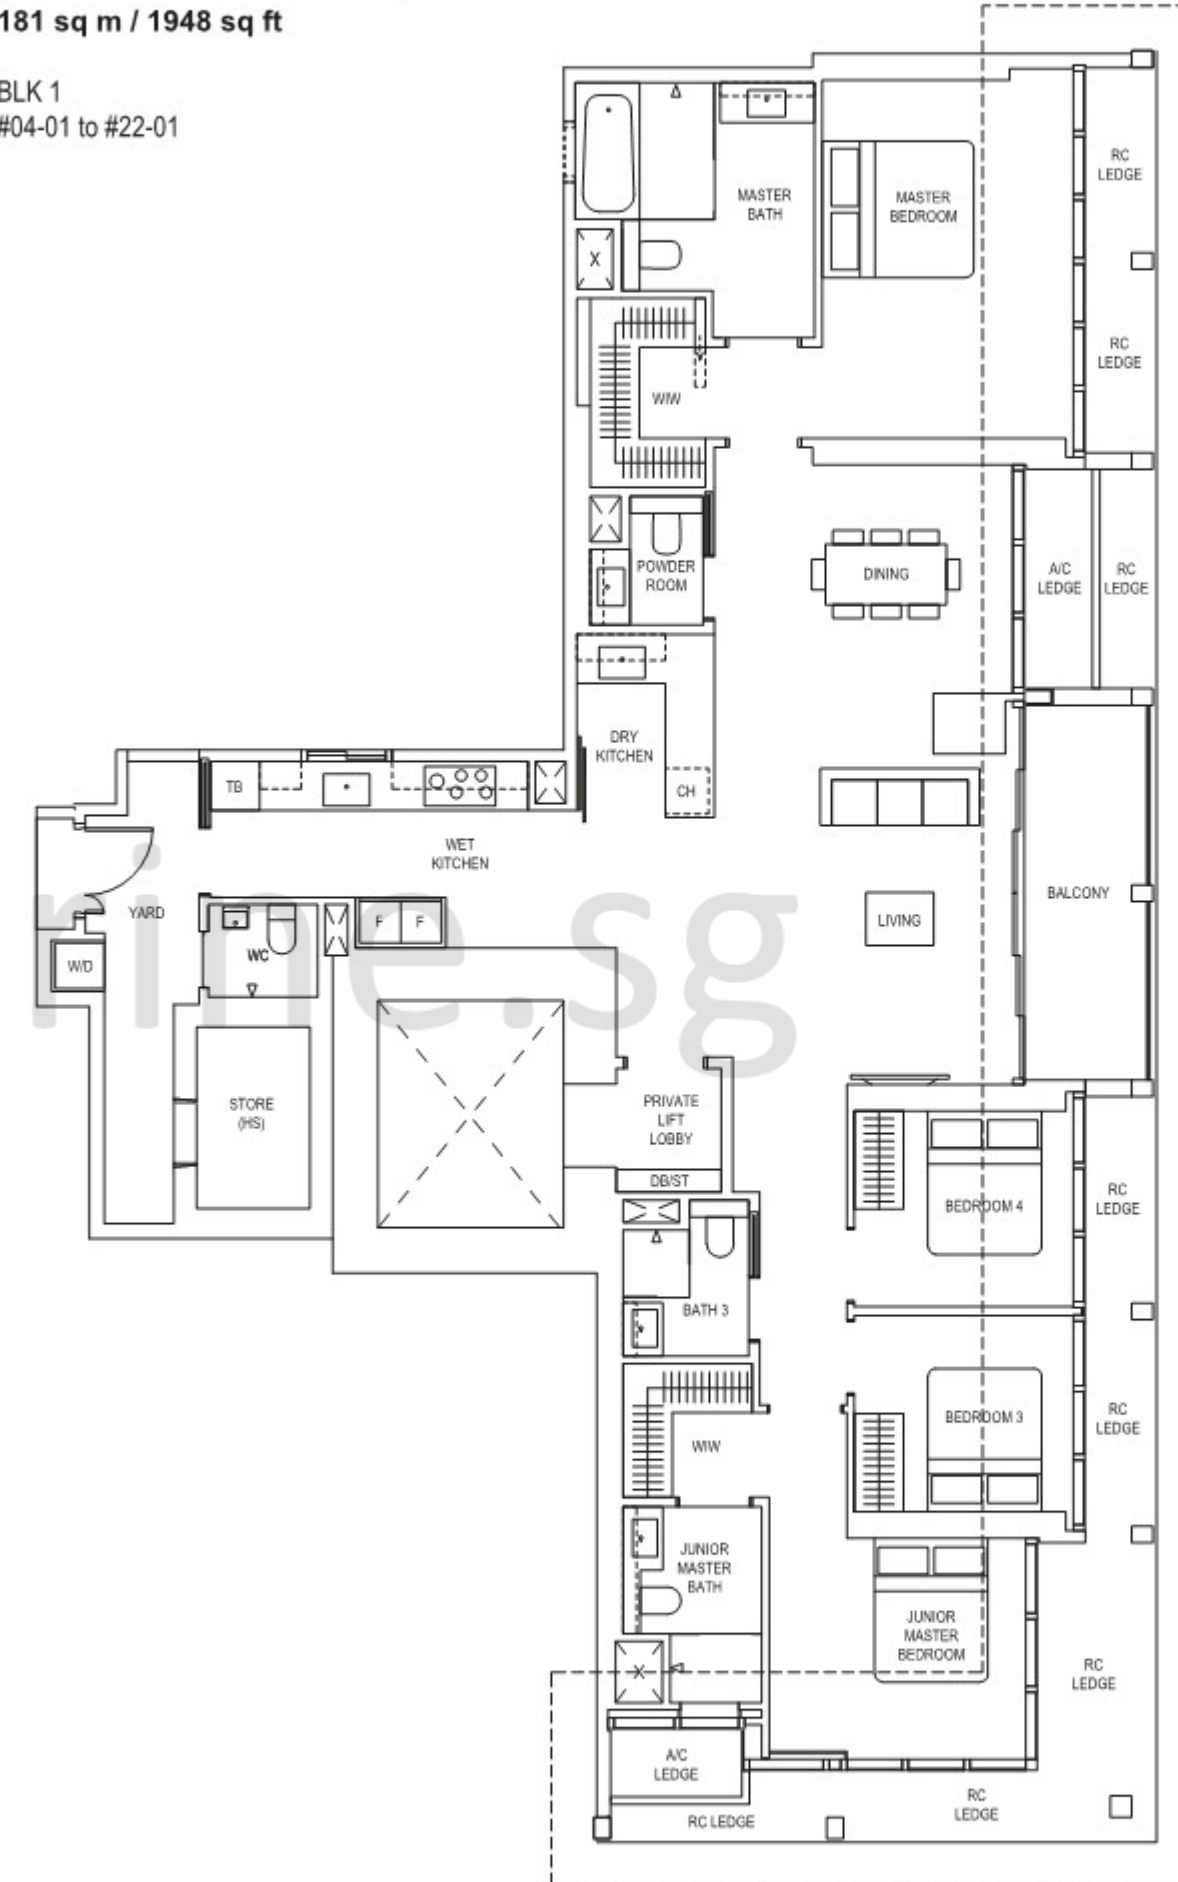 181 sq m / 1948 sq ft
BLK 1
#04-01 to #22-01
MASTER
BATH
MASTER
BEDROOM
RC
LEDGE
X
RC
LEDGE
WIW
POWDER
ROOM
DINING
A/C
LEDGE
RC
LEDGE
DRY
KITCHEN
TB
CH
WET
KITCHEN
YARD
F
F
LIVING
BALCONY
W/D
WC
rine.sg
STORE
(HS)
PRIVATE
LIFT
LOBBY
DB/ST
BEDROOM 4
RC
LEDGE
BATH 3
BEDROOM 3
RC
LEDGE
WIW
JUNIOR
MASTER
BATH
JUNIOR
MASTER
BEDROOM
X
RC
LEDGE
A/C
LEDGE
RC LEDGE
RC
LEDGE